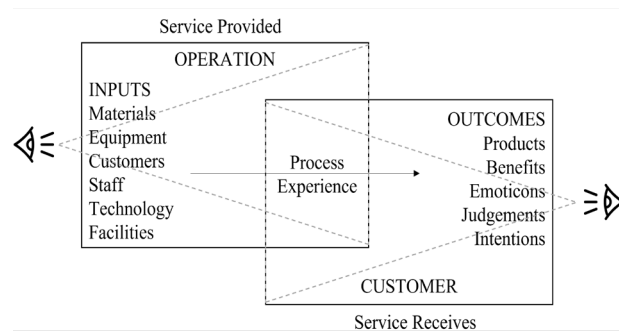 Service Provided
OPERATION
INPUTS
Materials
Equipment
Customers
Staff
Technology
Facilities
Process
Experience
OUTCOMES
Products
Benefits
Emoticons
Judgements
Intentions
CUSTOMER
Service Receives